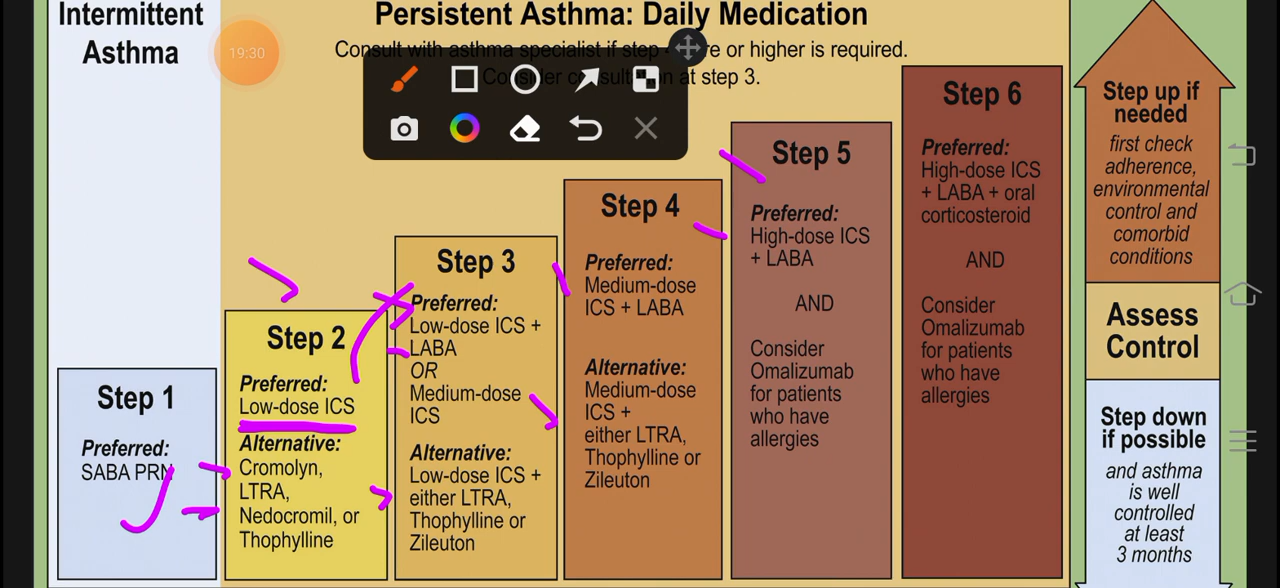 Intermittent
Asthma
19:30
Persistent Asthma: Daily Medication
Consult with asthma specialist if step re or higher is required.
Consider consultation at step 3.
Step 1
Preferred:
SABA PRN
Step 2
Preferred:
Low-dose ICS
Alternative:
Cromolyn,
LTRA,
Nedocromil, or
Thophylline
Step 3
Preferred:
Low-dose ICS +
LABA
OR
Medium-dose
ICS
Alternative:
Low-dose ICS +
either LTRA,
Thophylline or
Zileuton
Step 4
Preferred:
Medium-dose
ICS + LABA
Alternative:
Medium-dose
ICS +
either LTRA,
Thophylline or
Zileuton
Step 5
Preferred:
High-dose ICS
+ LABA
AND
Consider
Omalizumab
for patients
who have
allergies
Step 6
Preferred:
High-dose ICS
+ LABA + oral
corticosteroid
AND
Consider
Omalizumab
for patients
who have
allergies
Step up if
needed
first check
adherence,
environmental
control and
comorbid
conditions
Assess
Control
Step down
if possible
and asthma
is well
controlled
at least
3 months